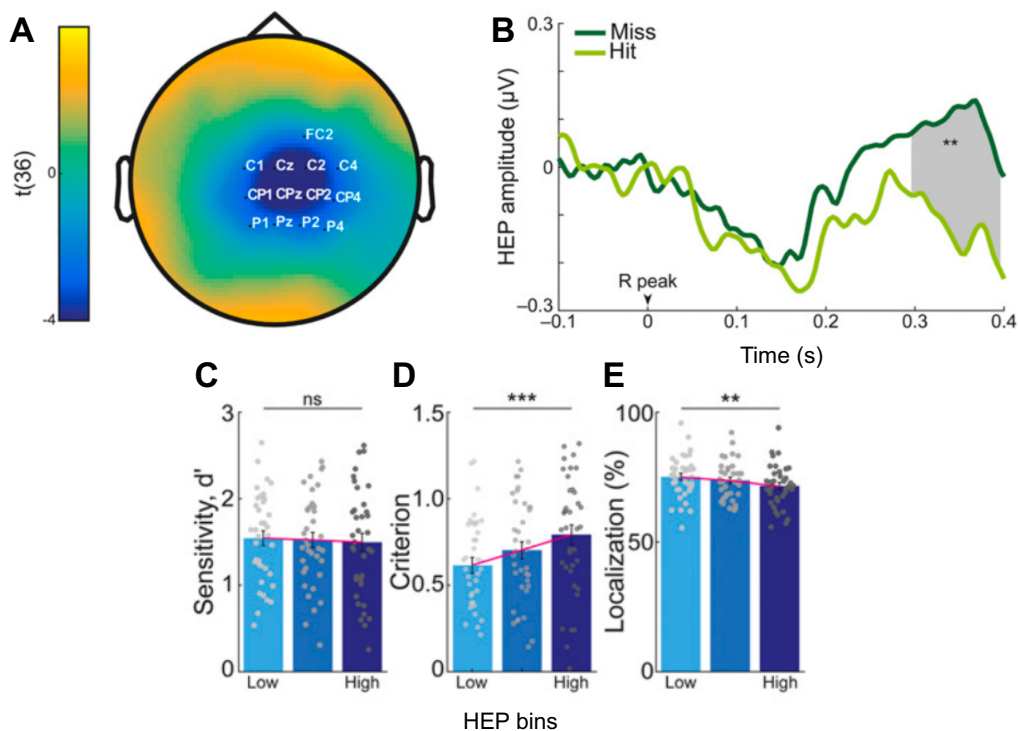 A
t(36)
0
-4
FC2
C1 Cz C2 C4
CP1 CPz CP2 CP4
P1 Pz P2 P4
B
Miss
Hit
HEP amplitude (µV)
0.3
0
–0.3
**
R peak
–0.1 0 0.1 0.2 0.3 0.4
Time (s)
C
ns
Sensitivity, d'
3
2
1
0
Low High
D
***
Criterion
1.5
1.0
0.5
0
Low High
E
**
Localization (%)
100
50
0
Low High
HEP bins